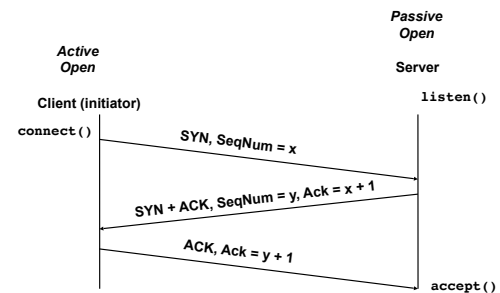 Passive
Open
Active
Open
Server
listen()
Client (initiator)
connect()
SYN, SeqNum = x
SYN + ACK, SeqNum = y, Ack = x + 1
ACK, Ack = y + 1
accept()